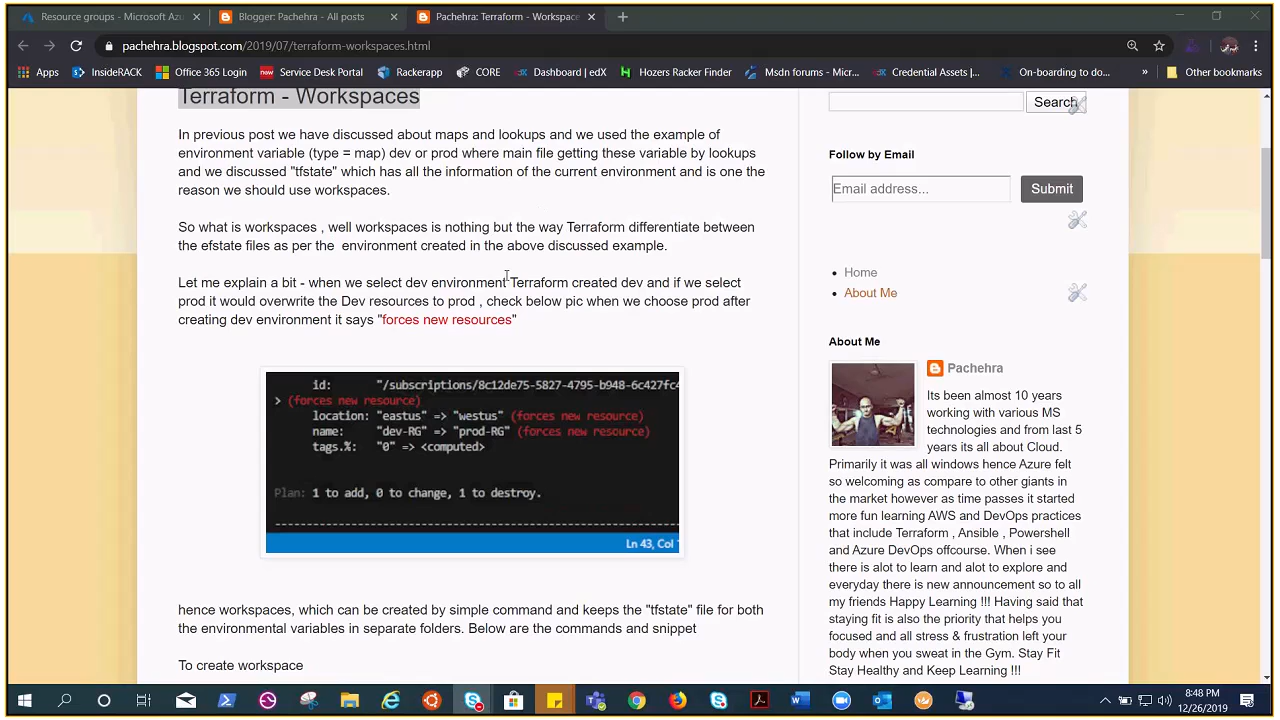 Resource groups - Microsoft Azu
Blogger: Pachehra - All posts
Pachehra: Terraform - Workspace
pachehra.blogspot.com/2019/07/terraform-workspaces.html
Apps
InsideRACK
Office 365 Login
now
Service Desk Portal
Rackerapp
CORE
Dashboard | edX
Hozers Racker Finder
Msdn forums - Micr...
Credential Assets |...
On-boarding to do...
»
Other bookmarks
Terraform - Workspaces
In previous post we have discussed about maps and lookups and we used the example of
environment variable (type = map) dev or prod where main file getting these variable by lookups
and we discussed "tfstate" which has all the information of the current environment and is one the
reason we should use workspaces.
So what is workspaces , well workspaces is nothing but the way Terraform differentiate between
the efstate files as per the environment created in the above discussed example.
Let me explain a bit - when we select dev environment Terraform created dev and if we select
prod it would overwrite the Dev resources to prod , check below pic when we choose prod after
creating dev environment it says "forces new resources"
id: "/subscriptions/8c12de75-5827-4795-b948-6c427fc4
> (forces new resource)
location: "eastus" => "westus" (forces new resource)
name: "dev-RG" => "prod-RG" (forces new resource)
tags.%: "0" => <computed>
Plan: 1 to add, 0 to change, 1 to destroy.
Ln 43, Col
hence workspaces, which can be created by simple command and keeps the "tfstate" file for both
the environmental variables in separate folders. Below are the commands and snippet
To create workspace
Search
Follow by Email
Email address...
Submit
Home
About Me
About Me
Pachehra
Its been almost 10 years
working with various MS
technologies and from last 5
years its all about Cloud.
Primarily it was all windows hence Azure felt
so welcoming as compare to other giants in
the market however as time passes it started
more fun learning AWS and DevOps practices
that include Terraform , Ansible , Powershell
and Azure DevOps offcourse. When i see
there is alot to learn and alot to explore and
everyday there is new announcement so to all
my friends Happy Learning !!! Having said that
staying fit is also the priority that helps you
focused and all stress & frustration left your
body when you sweat in the Gym. Stay Fit
Stay Healthy and Keep Learning !!!
8:48 PM
12/26/2019